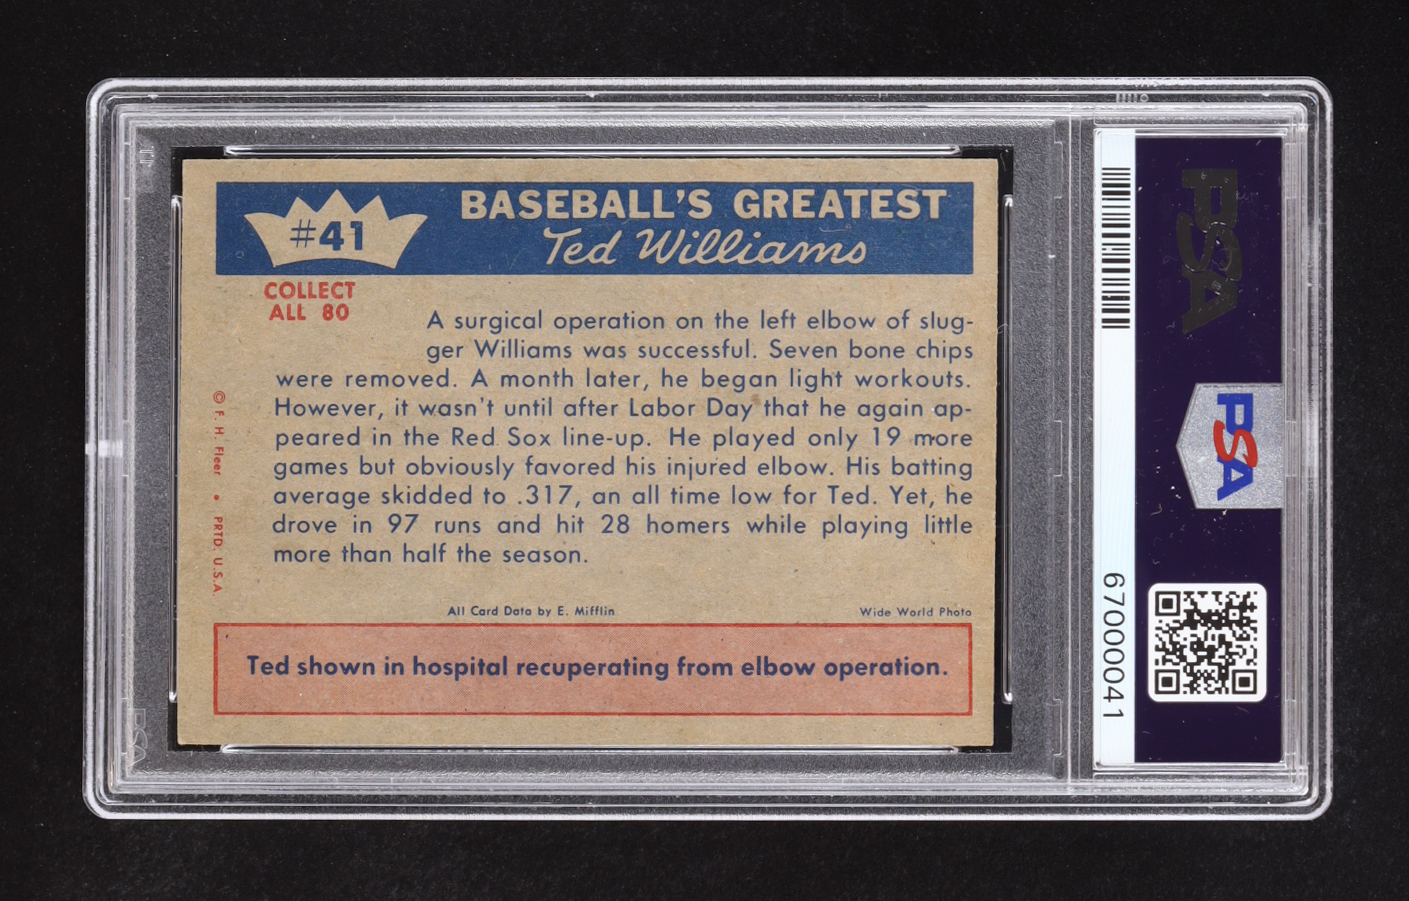 #41
BASEBALL'S GREATEST
Ted Williams
COLLECT
ALL 80
A surgical operation on the left elbow of slug-
ger Williams was successful. Seven bone chips
were removed. A month later, he began light workouts.
However, it wasn't until after Labor Day that he again ap-
peared in the Red Sox line-up. He played only 19 more
games but obviously favored his injured elbow. His batting
average skidded to .317, an all time low for Ted. Yet, he
drove in 97 runs and hit 28 homers while playing little
more than half the season.
© F. H. Fleer • PRTD. U.S.A.
All Card Data by E. Mifflin
Wide World Photo
Ted shown in hospital recuperating from elbow operation.
PSA
PSA
67000041
PSA